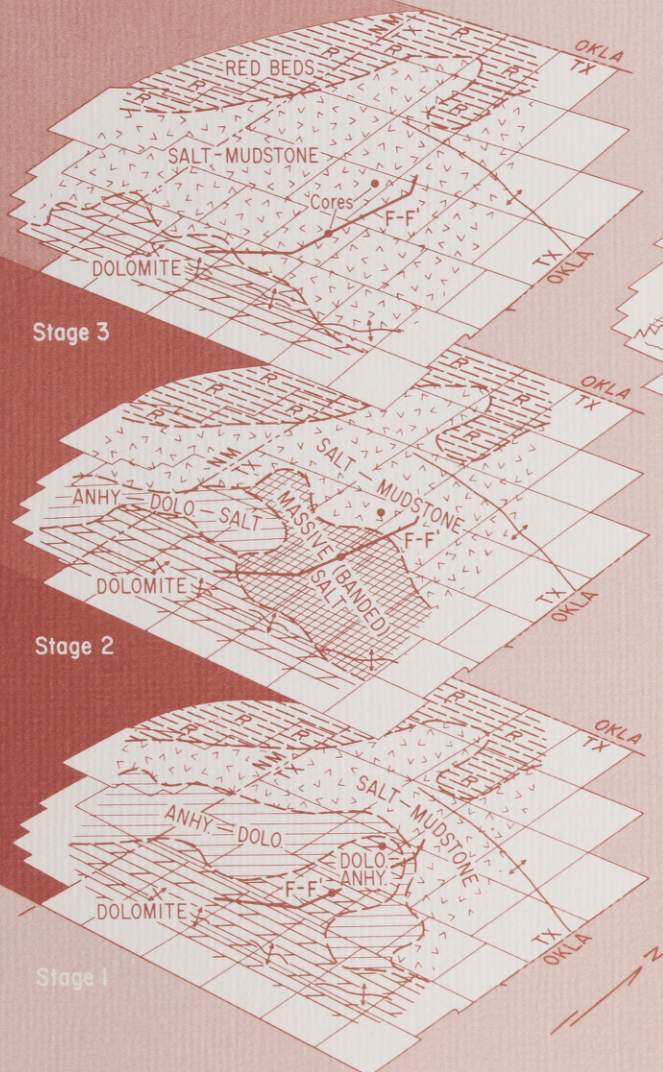 OKLA
TX
NM
TX
R
R
R
R
R
R
R
R
RED BEDS
SALT-MUDSTONE
Cores
F-F'
DOLOMITE
TX
OKLA
Stage 3
OKLA
TX
R
R
R
R
R
R
NM
TX
SALT-MUDSTONE
ANHY-DOLO.-SALT
MASSIVE (BANDED)
SALT
F-F'
DOLOMITE
TX
OKLA
Stage 2
OKLA
TX
R
R
R
R
R
R
NM
TX
SALT-MUDSTONE
ANHY.-DOLO.
DOLO.
ANHY.
F-F'
DOLOMITE
TX
OKLA
Stage 1
N